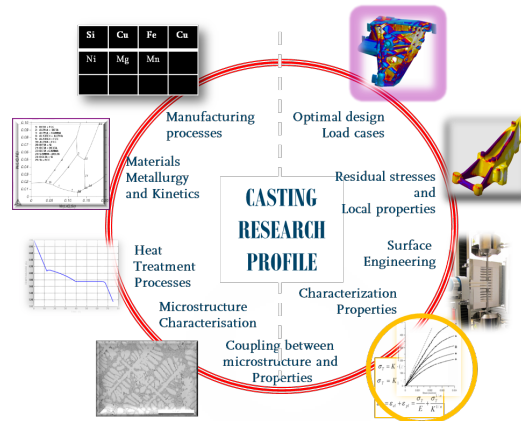 Si Cu Fe Cu
Ni Mg Mn
Manufacturing
processes
Optimal design
Load cases
Materials
Metallurgy
and Kinetics
Residual stresses
and
Local properties
CASTING
RESEARCH
PROFILE
Heat
Treatment
Processes
Surface
Engineering
Microstructure
Characterisation
Characterization
Properties
Coupling between
microstructure and
Properties